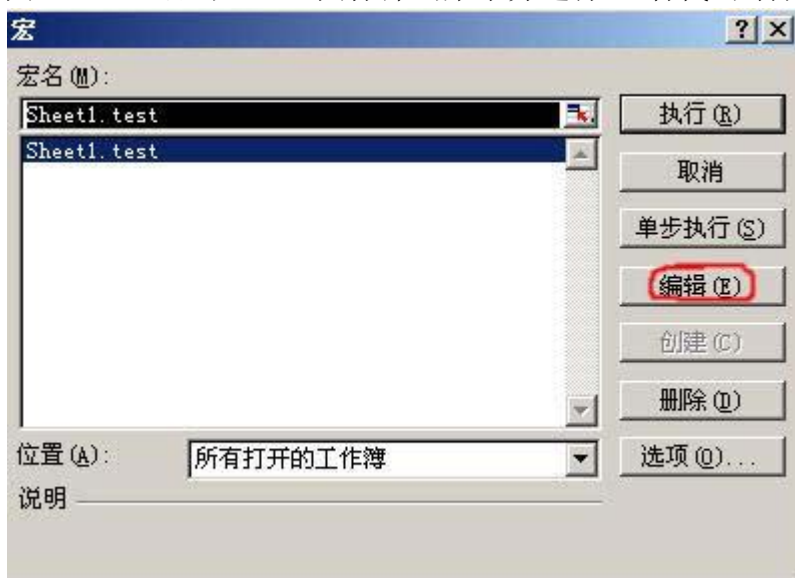 宏
宏名(M):
Sheet1.test
Sheet1.test
执行(R)
取消
单步执行(S)
编辑(E)
创建(C)
删除(D)
选项(O)...
位置(A):
所有打开的工作簿
说明